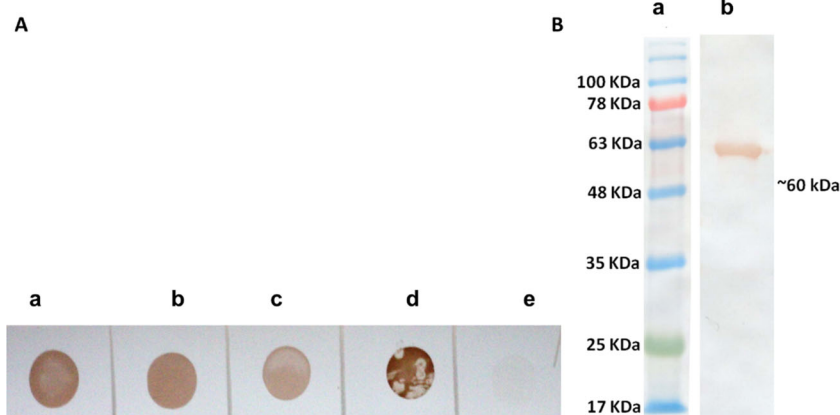 A
a b c d e
B
a b
100 KDa
78 KDa
63 KDa
48 KDa
35 KDa
25 KDa
17 KDa
~60 kDa